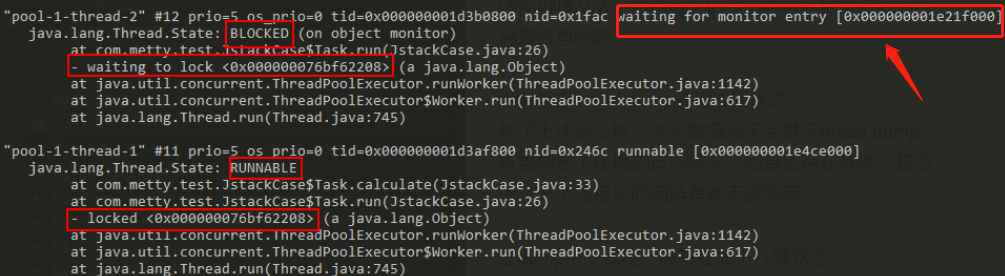 "pool-1-thread-2" #12 prio=5 os_prio=0 tid=0x000000001d3b0800 nid=0x1fac waiting for monitor entry [0x000000001e21f000]
java.lang.Thread.State: BLOCKED (on object monitor)
at com.metty.test.JstackCase$Task.run(JstackCase.java:26)
- waiting to lock <0x000000076bf62208> (a java.lang.Object)
at java.util.concurrent.ThreadPoolExecutor.runWorker(ThreadPoolExecutor.java:1142)
at java.util.concurrent.ThreadPoolExecutor$Worker.run(ThreadPoolExecutor.java:617)
at java.lang.Thread.run(Thread.java:745)
"pool-1-thread-1" #11 prio=5 os_prio=0 tid=0x000000001d3af800 nid=0x246c runnable [0x000000001e4ce000]
java.lang.Thread.State: RUNNABLE
at com.metty.test.JstackCase$Task.calculate(JstackCase.java:33)
at com.metty.test.JstackCase$Task.run(JstackCase.java:26)
- locked <0x000000076bf62208> (a java.lang.Object)
at java.util.concurrent.ThreadPoolExecutor.runWorker(ThreadPoolExecutor.java:1142)
at java.util.concurrent.ThreadPoolExecutor$Worker.run(ThreadPoolExecutor.java:617)
at java.lang.Thread.run(Thread.java:745)